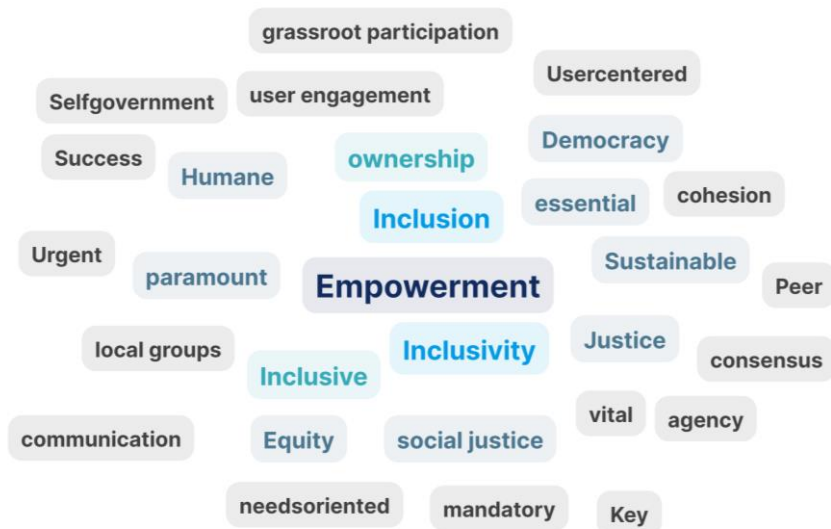 grassroot participation
Usercentered
Selfgovernment
user engagement
Democracy
Success
ownership
Humane
cohesion
essential
Inclusion
Urgent
Sustainable
paramount
Empowerment
Peer
local groups
Inclusivity
Justice
consensus
Inclusive
vital
agency
communication
Equity
social justice
needsoriented
mandatory
Key